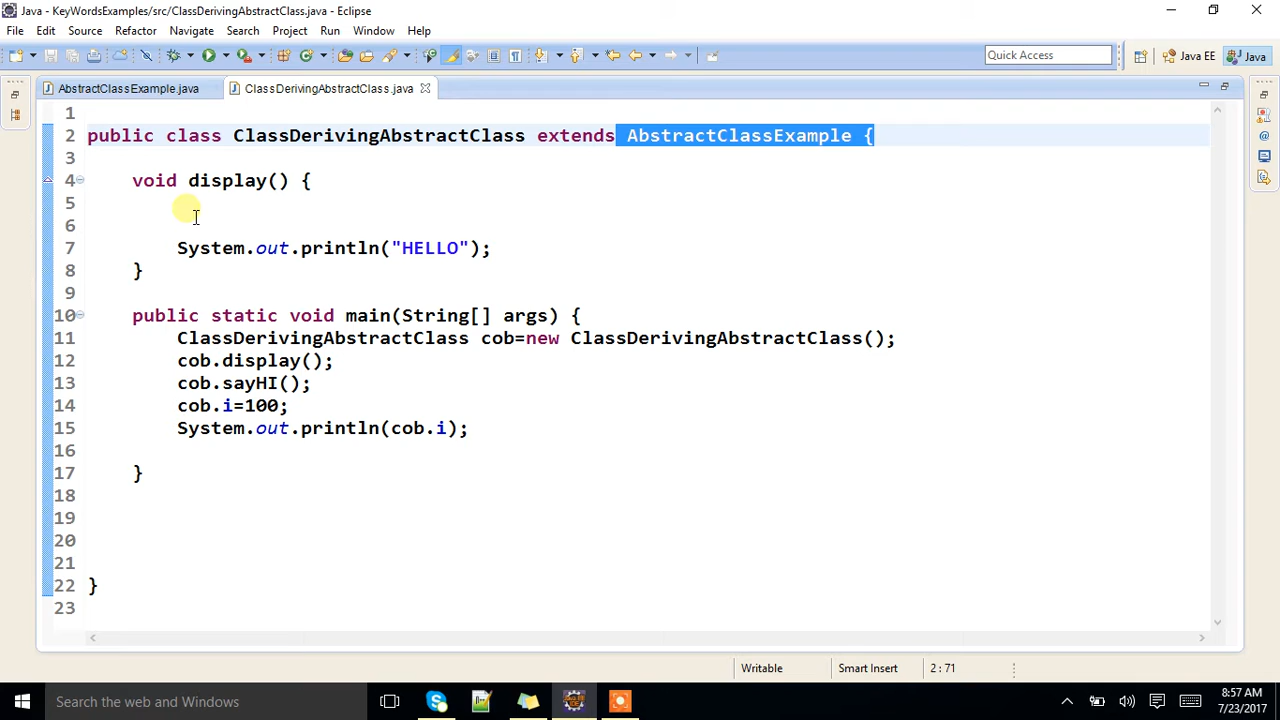 Java - KeyWordsExamples/src/ClassDerivingAbstractClass.java - Eclipse
File Edit Source Refactor Navigate Search Project Run Window Help
Quick Access Java EE Java
AbstractClassExample.java ClassDerivingAbstractClass.java
1
2 public class ClassDerivingAbstractClass extends AbstractClassExample {
3
4 void display() {
5
6
7 System.out.println("HELLO");
8 }
9
10 public static void main(String[] args) {
11 ClassDerivingAbstractClass cob=new ClassDerivingAbstractClass();
12 cob.display();
13 cob.sayHI();
14 cob.i=100;
15 System.out.println(cob.i);
16
17 }
18
19
20
21
22 }
23
Writable Smart Insert 2 : 71
Search the web and Windows
8:57 AM
7/23/2017